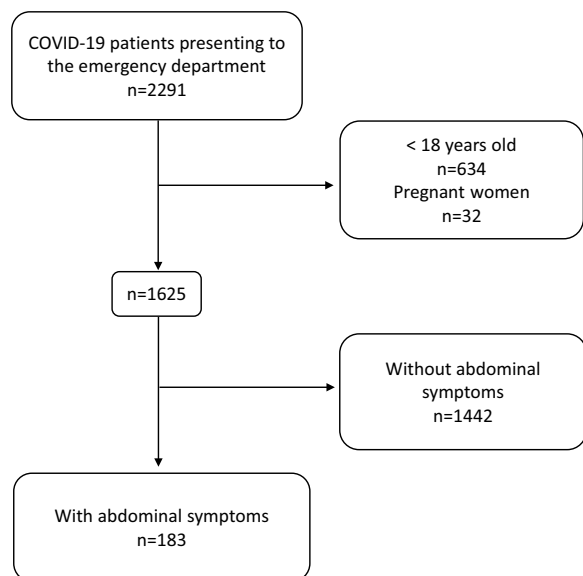 COVID-19 patients presenting to
the emergency department
n=2291
< 18 years old
n=634
Pregnant women
n=32
n=1625
Without abdominal
symptoms
n=1442
With abdominal symptoms
n=183